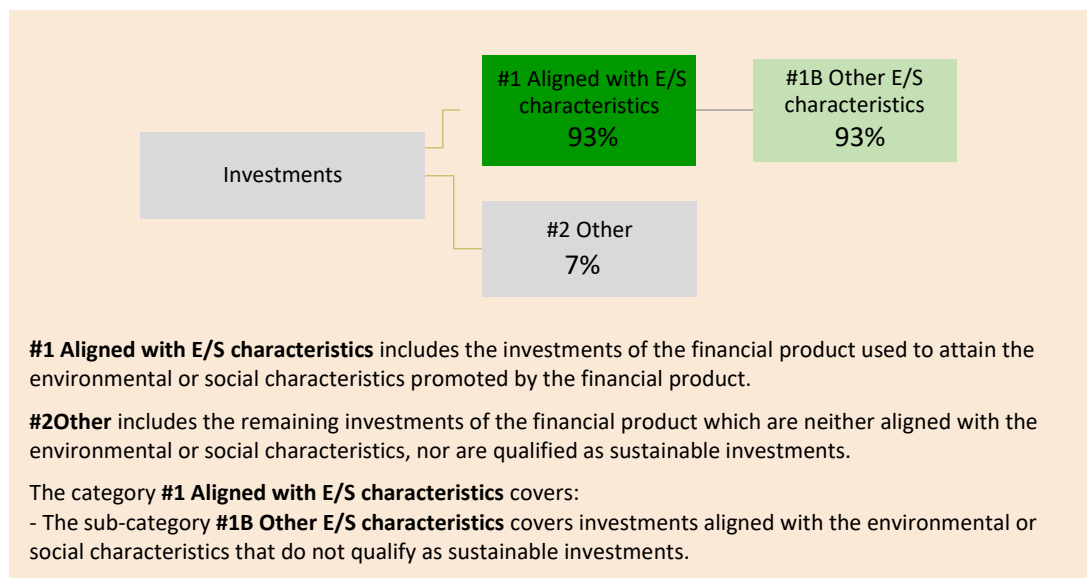 #1 Aligned with E/S
characteristics
93%
#1B Other E/S
characteristics
93%
Investments
#2 Other
7%
#1 Aligned with E/S characteristics includes the investments of the financial product used to attain the
environmental or social characteristics promoted by the financial product.
#2Other includes the remaining investments of the financial product which are neither aligned with the
environmental or social characteristics, nor are qualified as sustainable investments.
The category #1 Aligned with E/S characteristics covers:
- The sub-category #1B Other E/S characteristics covers investments aligned with the environmental or
social characteristics that do not qualify as sustainable investments.